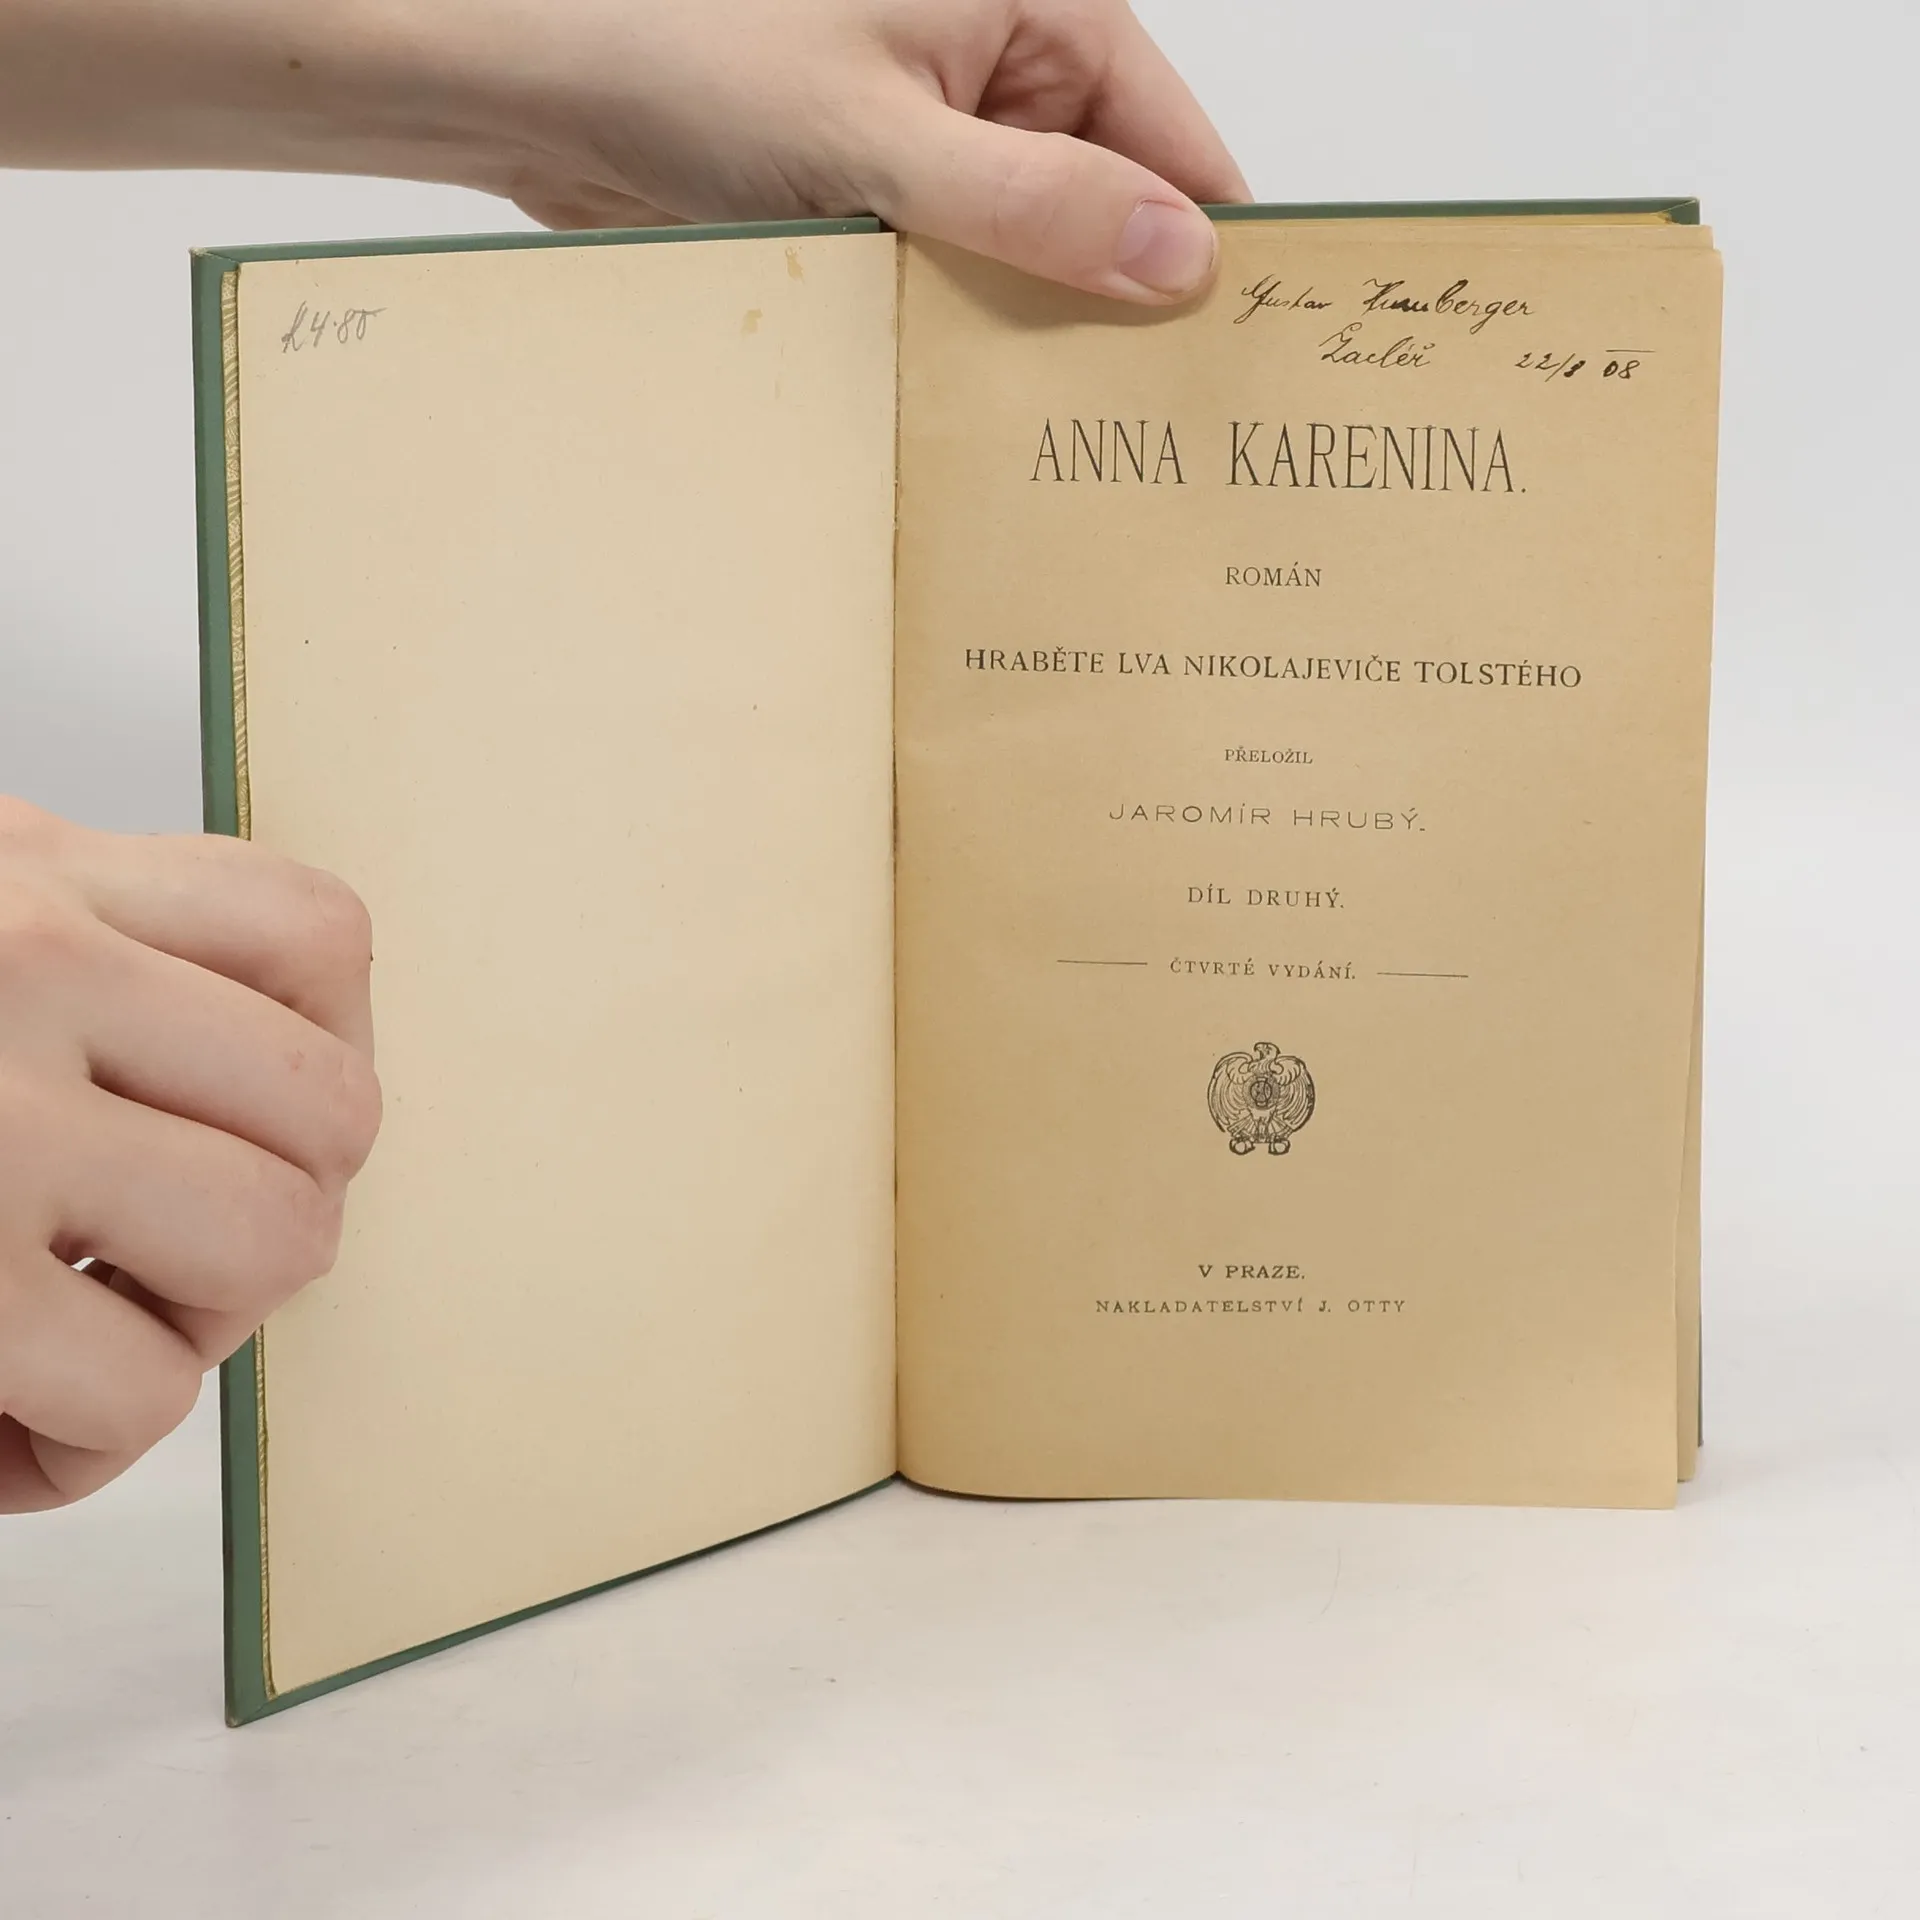 K 4·80
Gustav
Žacléř 22/8 08
ANNA KARENINA.
ROMÁN
HRABĚTE LVA NIKOLAJEVIČE TOLSTÉHO
PŘELOŽIL
JAROMÍR HRUBÝ.
DÍL DRUHÝ.
ČTVRTÉ VYDÁNÍ.
V PRAZE.
NAKLADATELSTVÍ J. OTTY